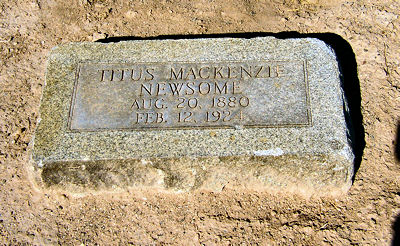 TITUS MACKENZIE
NEWSOME
AUG. 20, 1880
FEB. 12, 1924